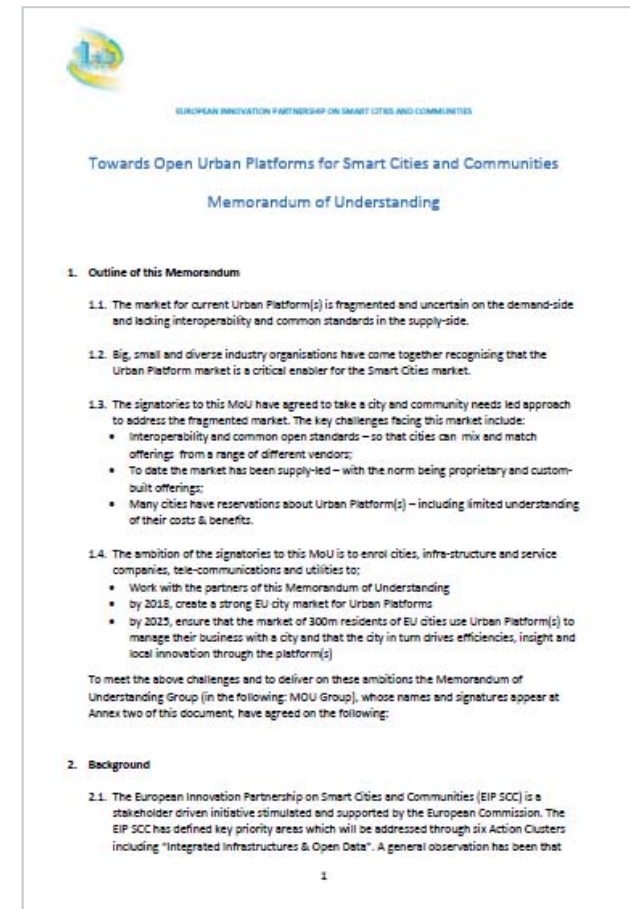 EUROPEAN INNOVATION PARTNERSHIP ON SMART CITIES AND COMMUNITIES
Towards Open Urban Platforms for Smart Cities and Communities
Memorandum of Understanding
1. Outline of this Memorandum
1.1. The market for current Urban Platform(s) is fragmented and uncertain on the demand-side
and lacking interoperability and common standards in the supply-side.
1.2. Big, small and diverse industry organisations have come together recognising that the
Urban Platform market is a critical enabler for the Smart Cities market.
1.3. The signatories to this MoU have agreed to take a city and community needs led approach
to address the fragmented market. The key challenges facing this market include:
• Interoperability and common open standards – so that cities can mix and match
offerings from a range of different vendors;
• To date the market has been supply-led – with the norm being proprietary and custom-
built offerings;
• Many cities have reservations about Urban Platform(s) – including limited understanding
of their costs & benefits.
1.4. The ambition of the signatories to this MoU is to enrol cities, infra-structure and service
companies, tele-communications and utilities to;
• Work with the partners of this Memorandum of Understanding
• by 2018, create a strong EU city market for Urban Platforms
• by 2025, ensure that the market of 300m residents of EU cities use Urban Platform(s) to
manage their business with a city and that the city in turn drives efficiencies, insight and
local innovation through the platform(s)
To meet the above challenges and to deliver on these ambitions the Memorandum of
Understanding Group (in the following: MOU Group), whose names and signatures appear at
Annex two of this document, have agreed on the following:
2. Background
2.1. The European Innovation Partnership on Smart Cities and Communities (EIP SCC) is a
stakeholder driven initiative stimulated and supported by the European Commission. The
EIP SCC has defined key priority areas which will be addressed through six Action Clusters
including "Integrated Infrastructures & Open Data". A general observation has been that
1